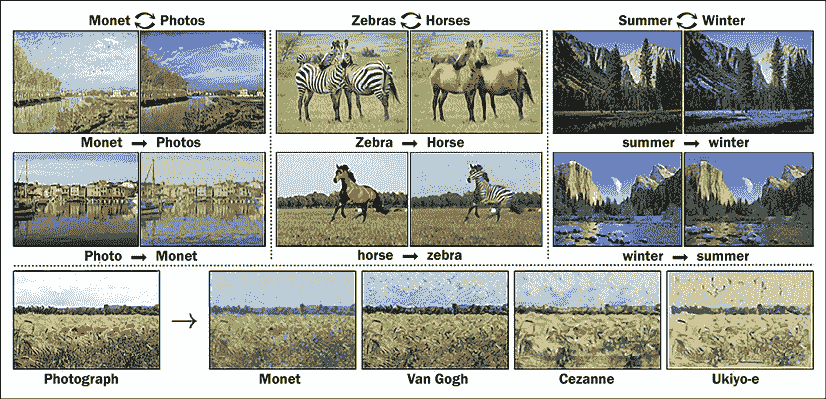 Monet Photos
Zebras Horses
Summer Winter
Monet → Photos
Zebra → Horse
summer → winter
Photo → Monet
horse → zebra
winter → summer
→
Photograph
Monet
Van Gogh
Cezanne
Ukiyo-e